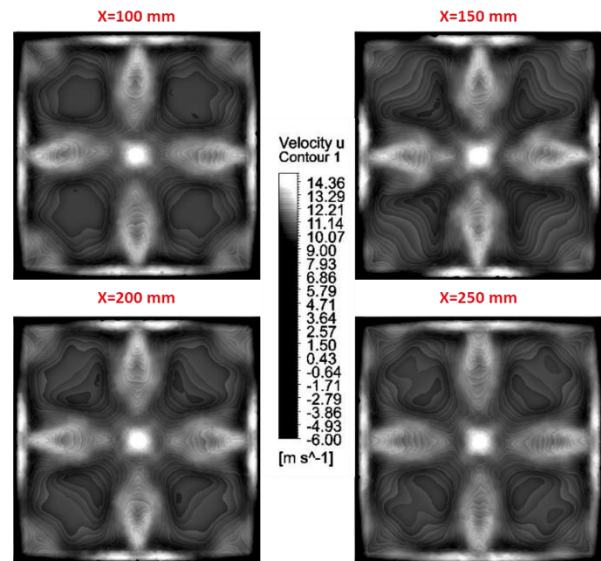 X=100 mm
X=150 mm
Velocity u
Contour 1
14.36
13.29
12.21
11.14
10.07
9.00
7.93
6.86
5.79
4.71
3.64
2.57
1.50
0.43
-0.64
-1.71
-2.79
-3.86
-4.93
-6.00
[m s^-1]
X=200 mm
X=250 mm